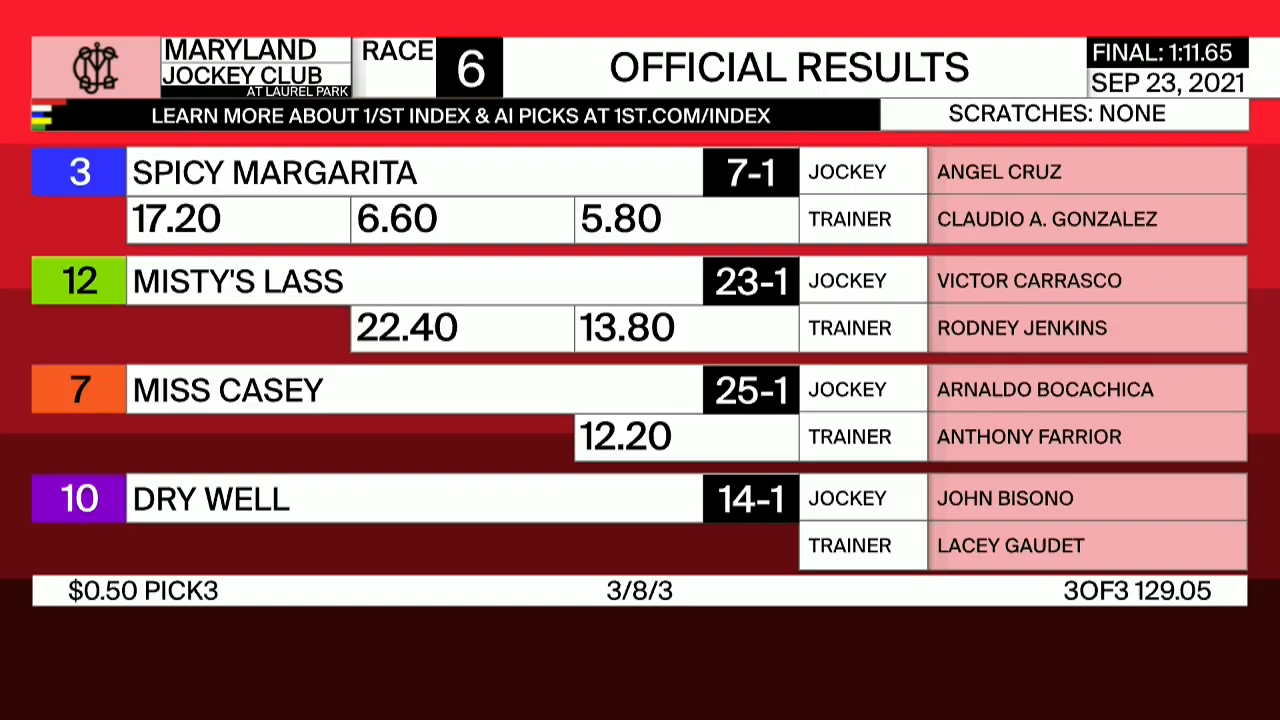 MARYLAND
JOCKEY CLUB
AT LAUREL PARK
RACE 6
OFFICIAL RESULTS
FINAL: 1:11.65
SEP 23, 2021
LEARN MORE ABOUT 1/ST INDEX & AI PICKS AT 1ST.COM/INDEX
SCRATCHES: NONE
3 SPICY MARGARITA 7-1 JOCKEY ANGEL CRUZ
17.20 6.60 5.80 TRAINER CLAUDIO A. GONZALEZ
12 MISTY'S LASS 23-1 JOCKEY VICTOR CARRASCO
22.40 13.80 TRAINER RODNEY JENKINS
7 MISS CASEY 25-1 JOCKEY ARNALDO BOCACHICA
12.20 TRAINER ANTHONY FARRIOR
10 DRY WELL 14-1 JOCKEY JOHN BISONO
TRAINER LACEY GAUDET
$0.50 PICK3 3/8/3 3OF3 129.05